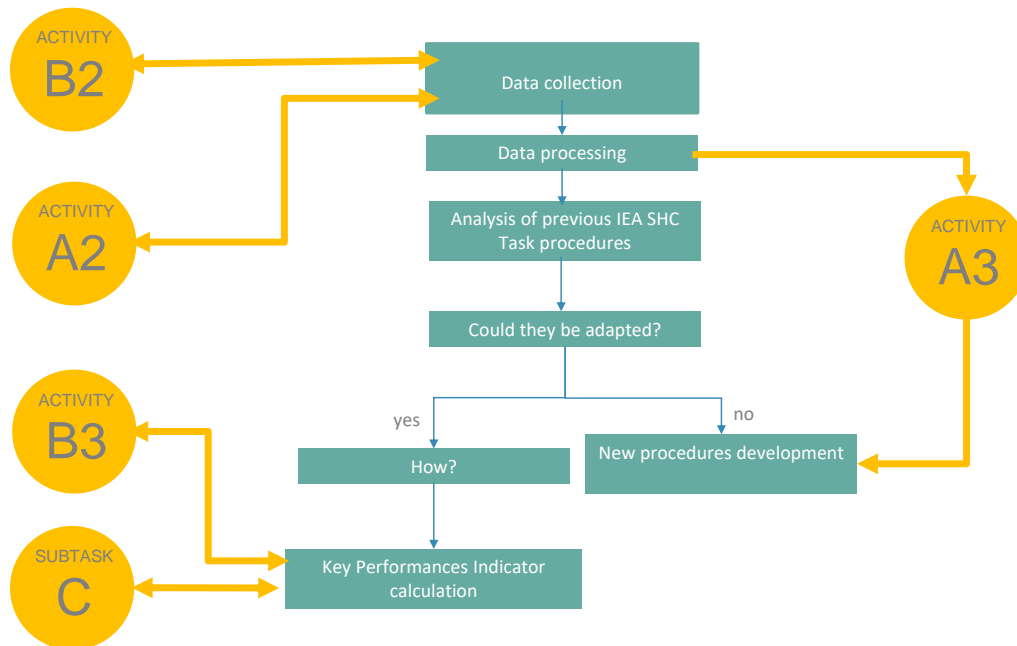 ACTIVITY
B2
Data collection
Data processing
ACTIVITY
A2
Analysis of previous IEA SHC
Task procedures
ACTIVITY
A3
Could they be adapted?
yes
no
ACTIVITY
B3
How?
New procedures development
SUBTASK
C
Key Performances Indicator
calculation